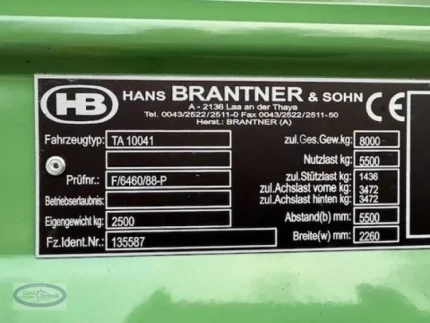 HB
HANS BRANTNER & SOHN
A - 2136 Laa an der Thaya
Tel. 0043/2522/2511-0 Fax 0043/2522/2511-50
Herst.: BRANTNER (A)
CE
Fahrzeugtyp: TA 10041
Prüfnr.: F/6460/88-P
Betriebserlaubnis:
Eigengewicht kg: 2500
Fz.Ident.Nr.: 135587
zul.Ges.Gew.kg: 8000
Nutzlast kg: 5500
zul.Stützlast kg: 1436
zul.Achslast vorne kg: 3472
zul.Achslast hinten kg: 3472
Abstand(b) mm: 5500
Breite(w) mm: 2260